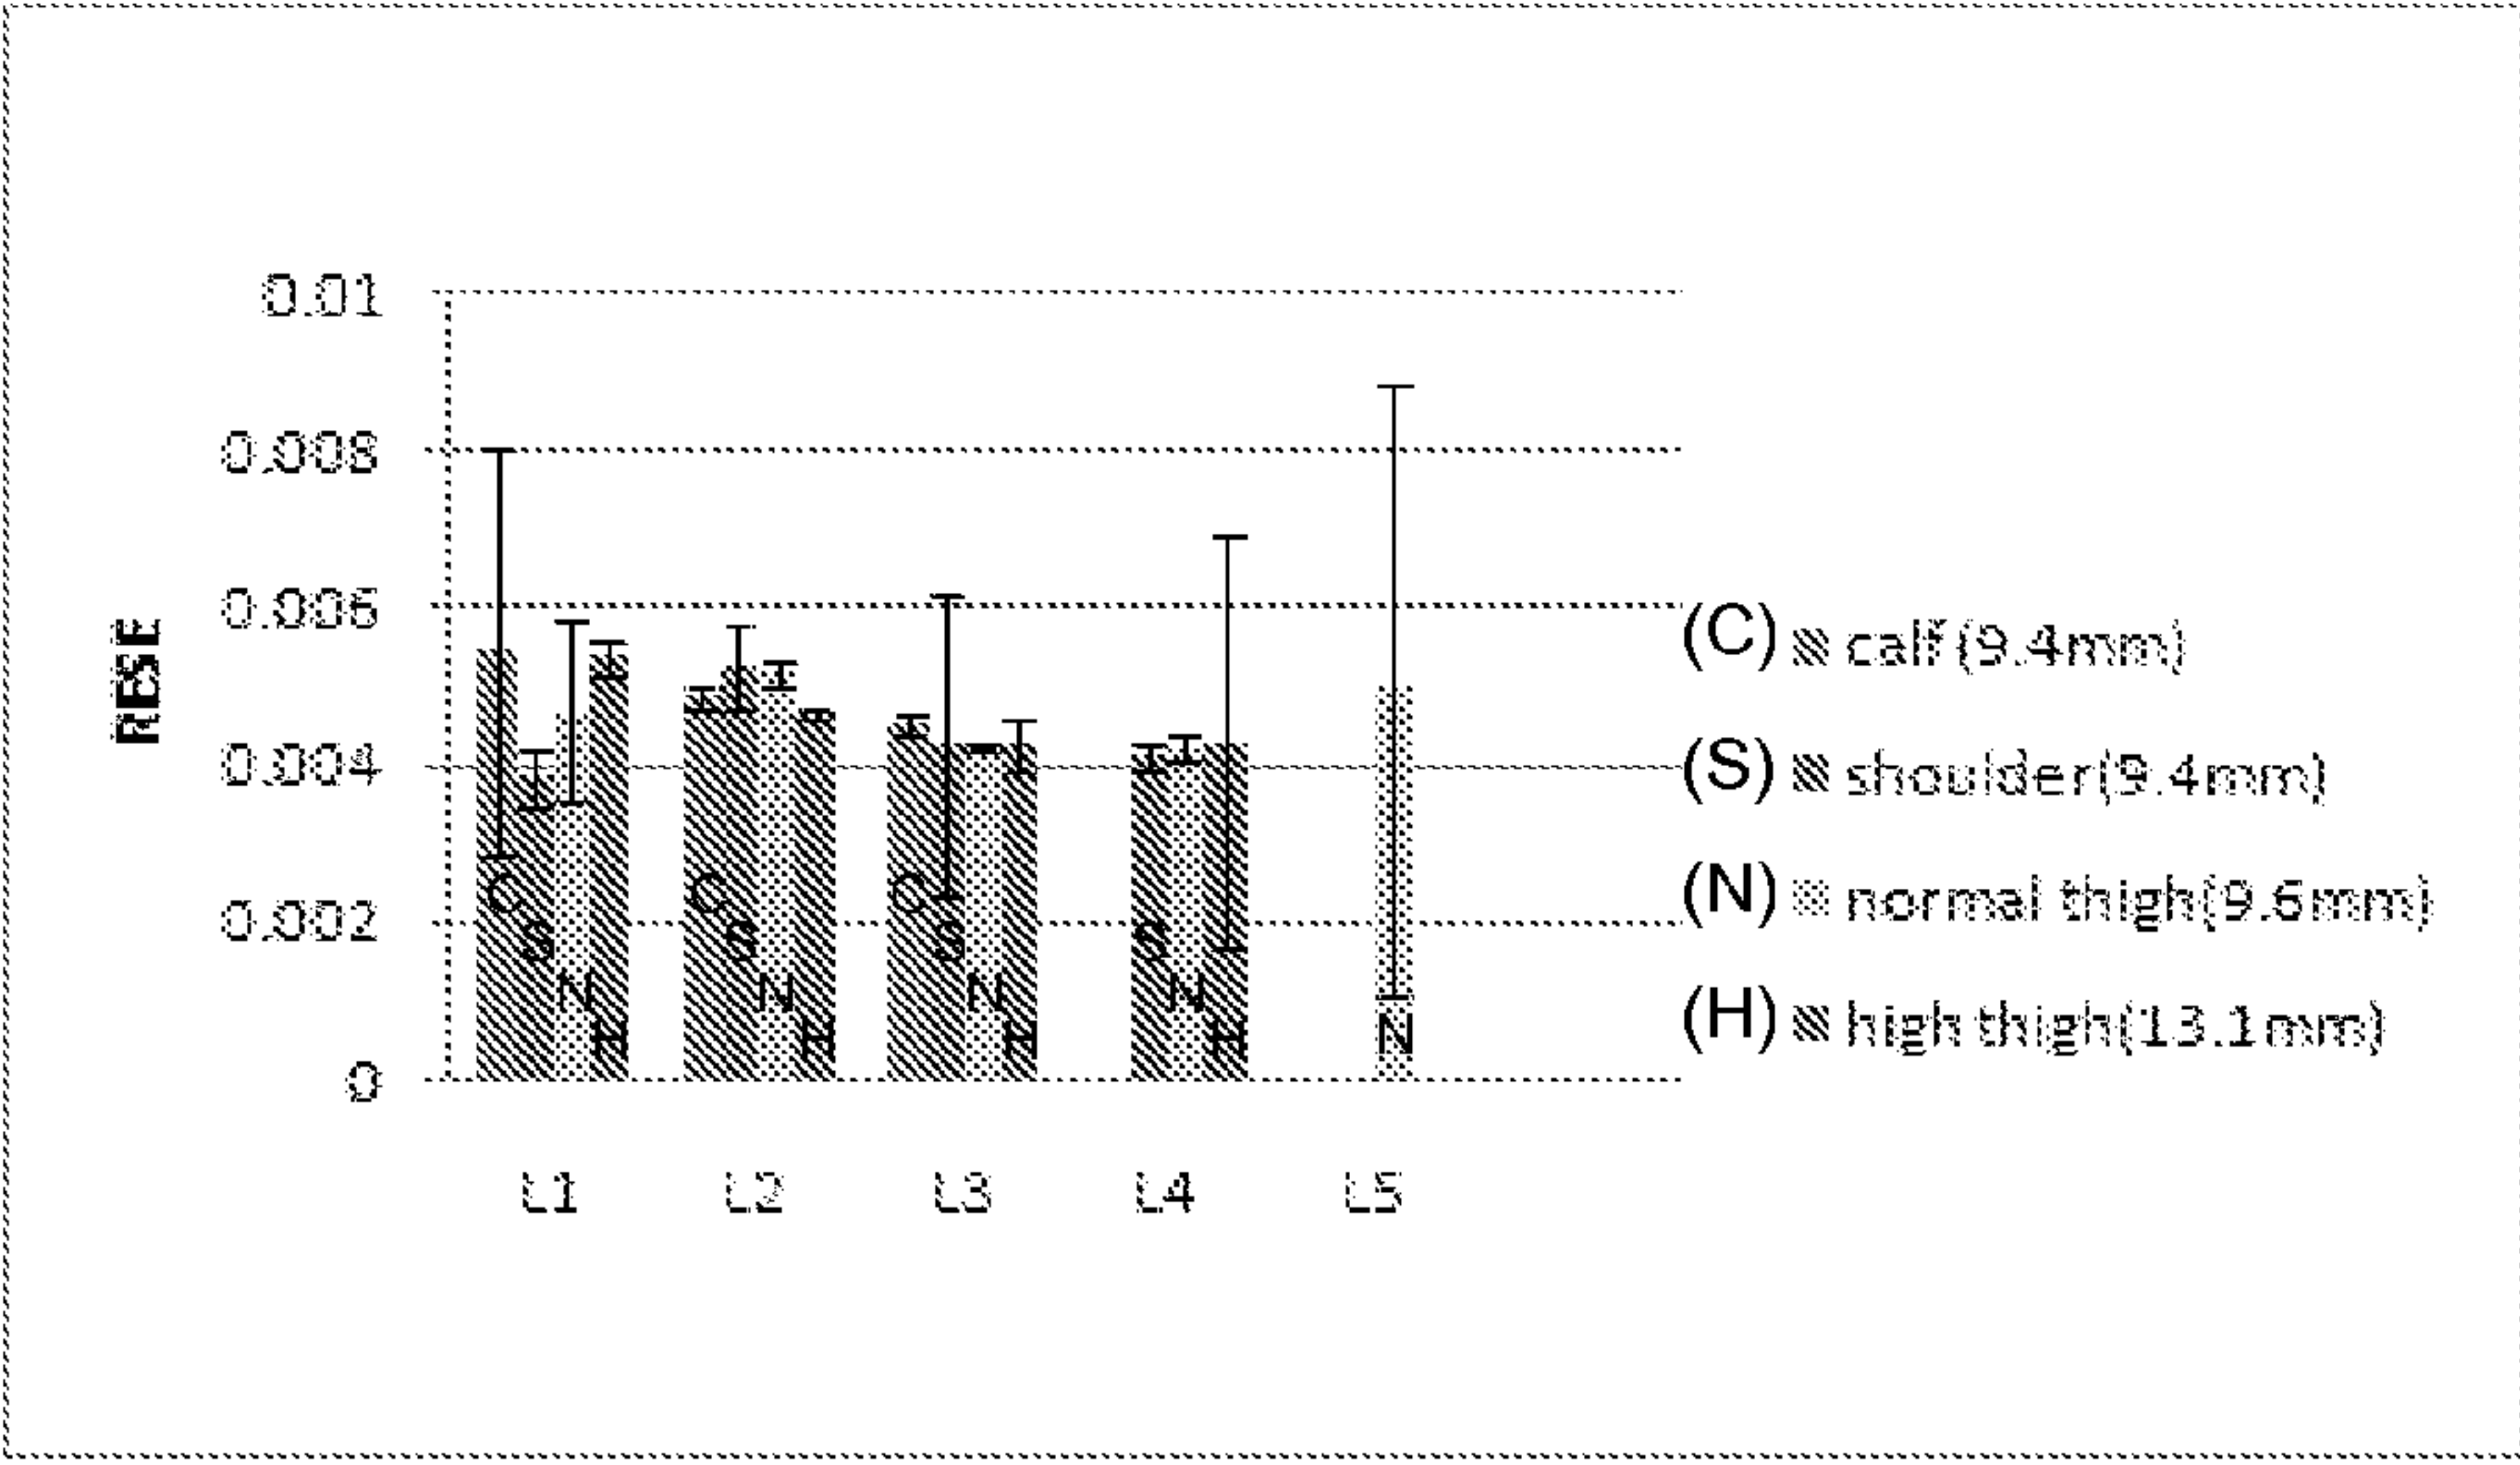 0.01
0.008
0.006
0.004
0.002
0
C
S
N
H
C
S
N
H
C
S
N
H
S
N
H
N
L1 L2 L3 L4 L5
(C) calf(9.4mm)
(S) shoulder(9.4mm)
(N) normal thigh(9.6mm)
(H) high thigh(13.1mm)